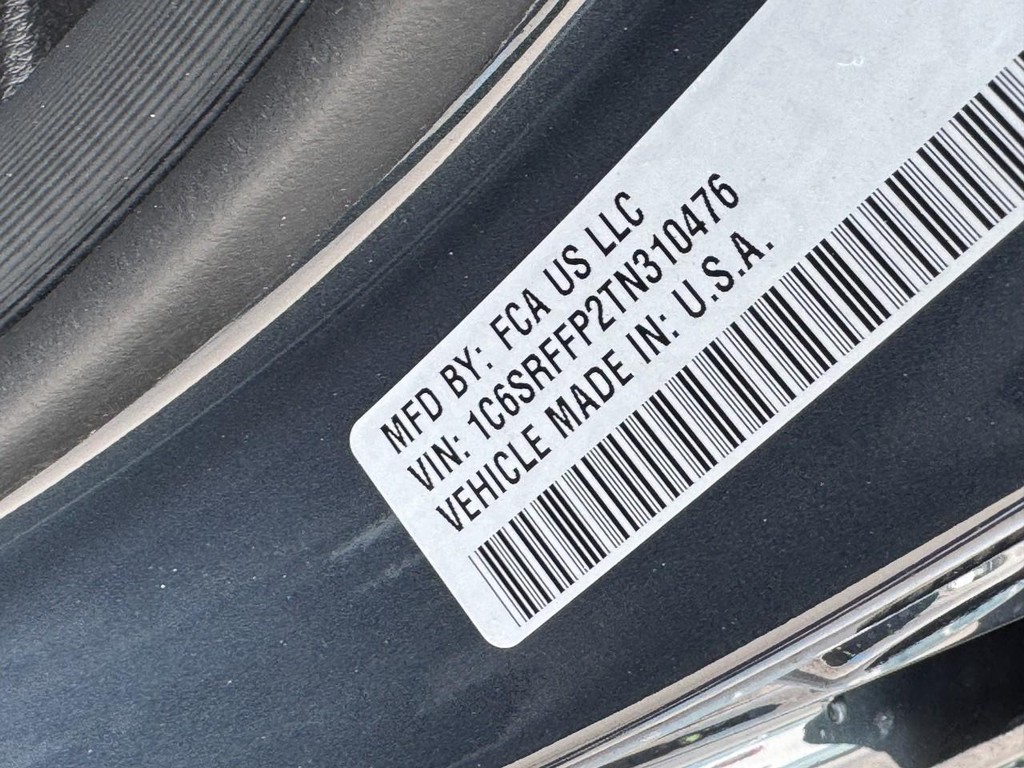 MFD BY: FCA US LLC
VIN: 1C6SRFFP2TN310476
VEHICLE MADE IN: U.S.A.